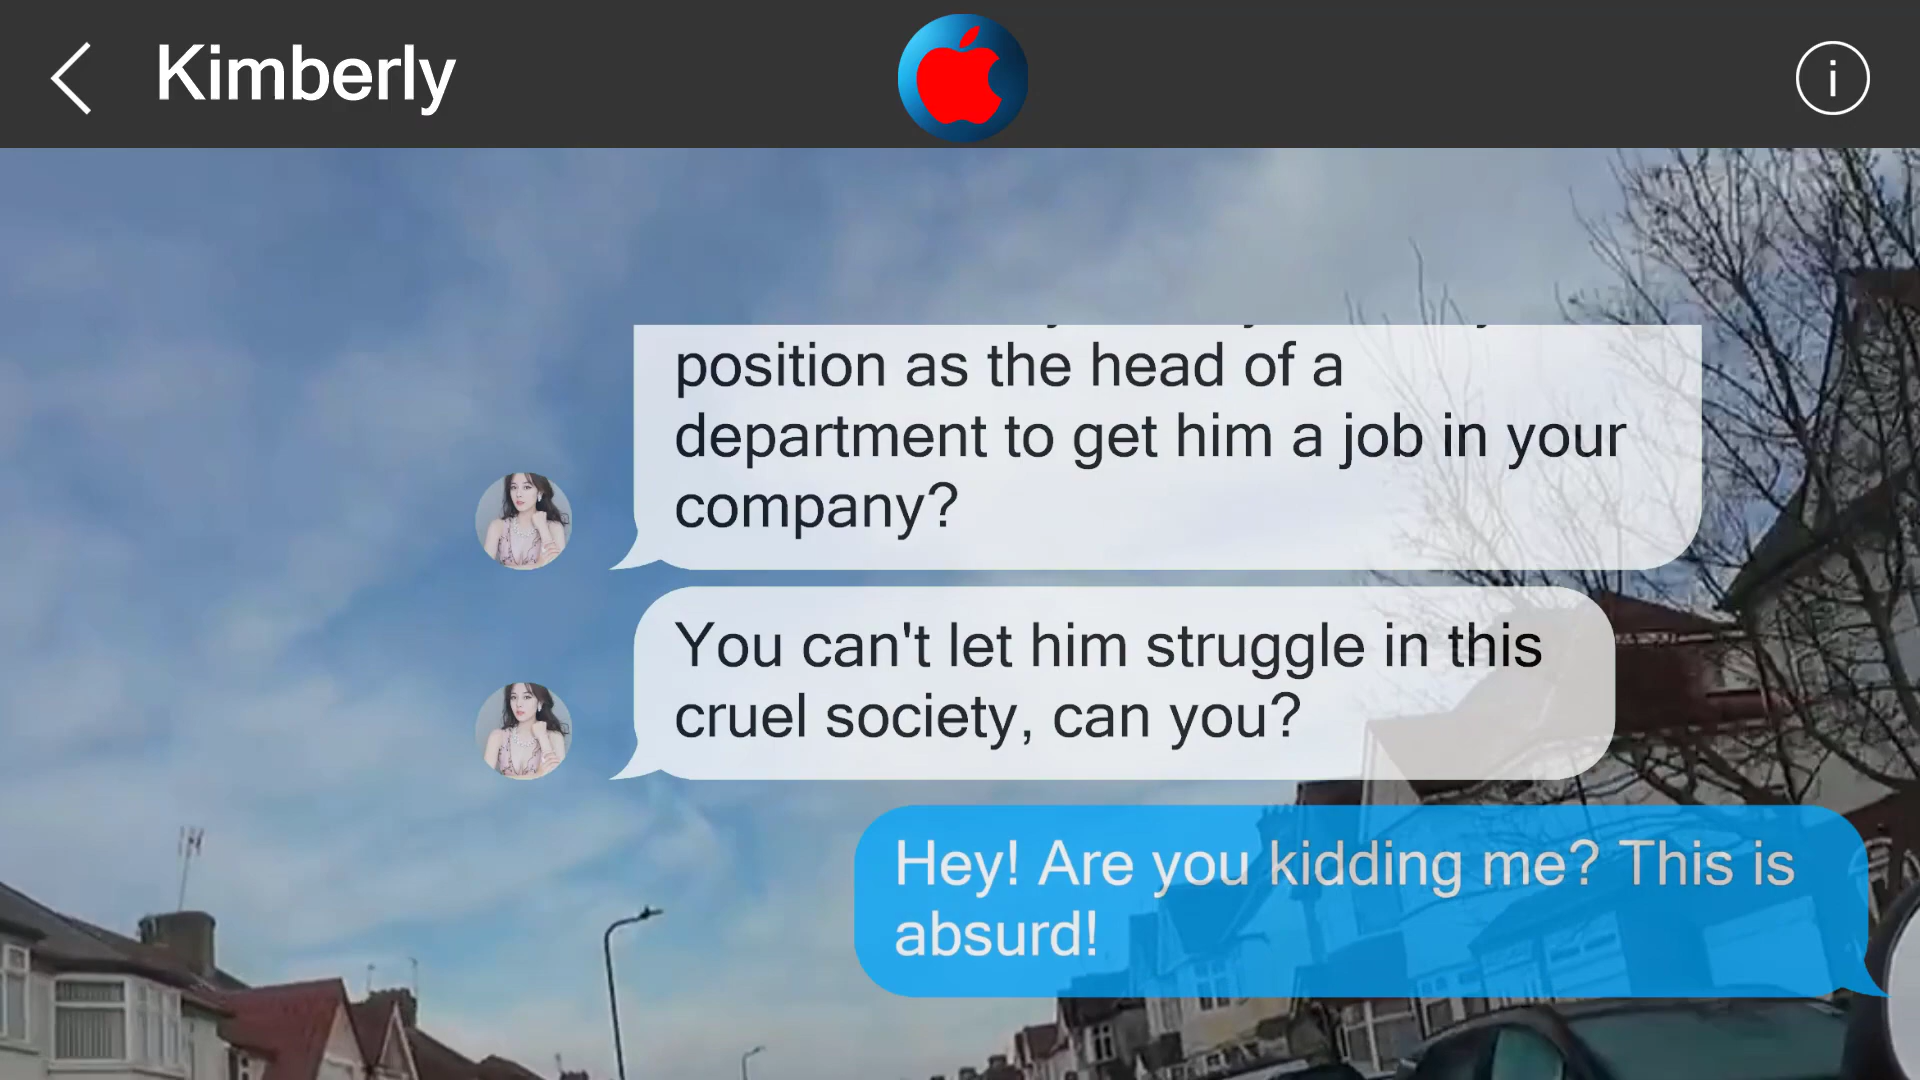 Kimberly
i
position as the head of a
department to get him a job in your
company?
You can't let him struggle in this
cruel society, can you?
Hey! Are you kidding me? This is
absurd!